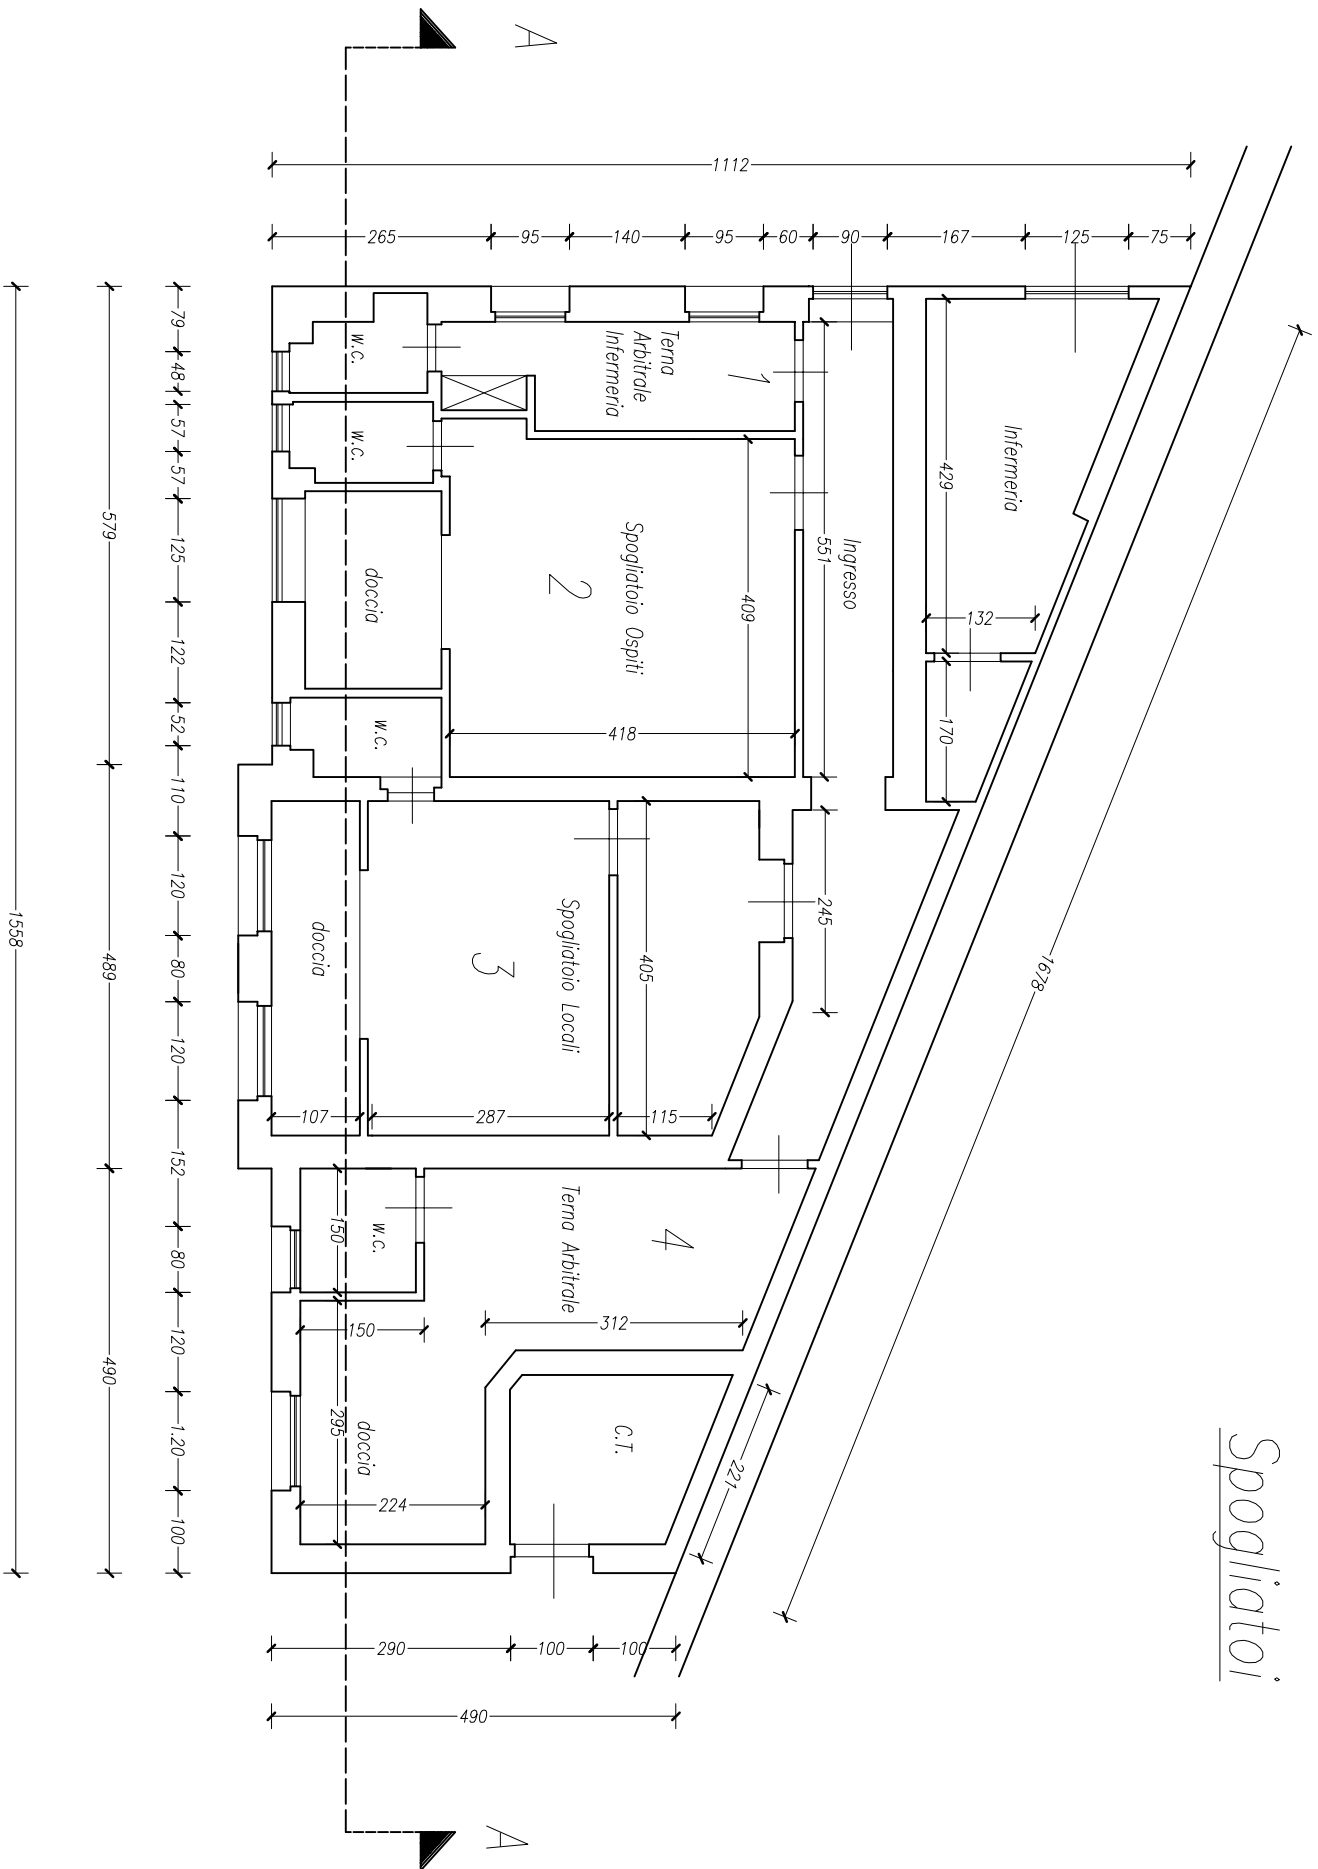 Spogliatoi
A
A
1112
265
95
140
95
60
90
167
125
75
1678
221
Infermeria
429
132
170
Ingresso
551
245
1
Terna
Arbitrale
Infermeria
w.c.
w.c.
Spogliatoio Ospiti
2
409
418
doccia
w.c.
Spogliatoio Locali
3
405
115
287
107
doccia
4
Terna Arbitrale
312
w.c.
150
150
295
doccia
224
C.T.
290
100
100
490
79
48
57
57
125
122
52
110
120
80
120
152
80
120
1.20
100
579
489
490
1558